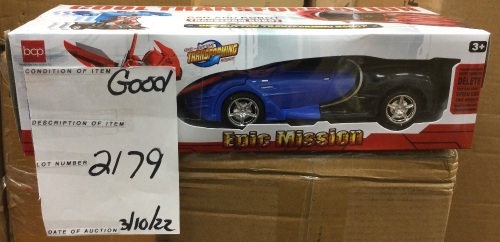 bcp
TRANSFORMING
3+
CONDITION OF ITEM
Good
DESCRIPTION OF ITEM
Epic Mission
LOT NUMBER
2179
DATE OF AUCTION 3/10/22